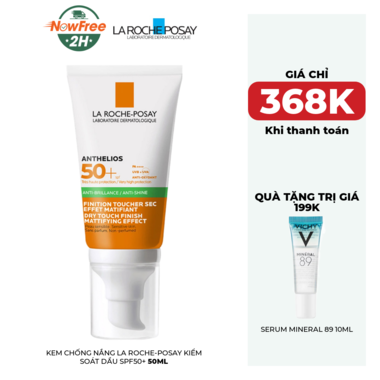 NowFree
2H
LA ROCHE-POSAY
LABORATOIRE DERMATOLOGIQUE
GIÁ CHỈ
368K
Khi thanh toán
LA ROCHE-POSAY
LABORATOIRE DERMATOLOGIQUE
ANTHELIOS
50+
ANTI-BRILLANCE / ANTI-SHINE
FINITION TOUCHER SEC
EFFET MATIFIANT
DRY TOUCH FINISH
MATTIFYING EFFECT
QUÀ TẶNG TRỊ GIÁ
199K
VICHY
MINÉRAL
89
SERUM MINERAL 89 10ML
KEM CHỐNG NẮNG LA ROCHE-POSAY KIỂM
SOÁT DẦU SPF50+ 50ML